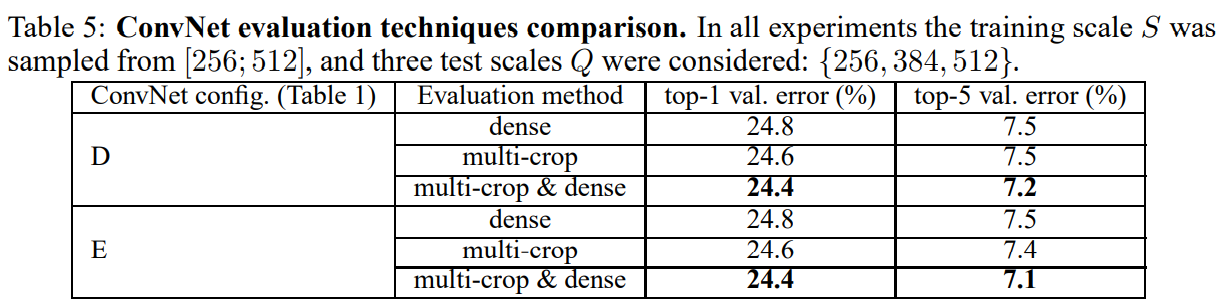 Table 5: ConvNet evaluation techniques comparison. In all experiments the training scale S was
sampled from [256; 512], and three test scales Q were considered: {256, 384, 512}.
ConvNet config. (Table 1) Evaluation method top-1 val. error (%) top-5 val. error (%)
D
dense 24.8 7.5
multi-crop 24.6 7.5
multi-crop & dense 24.4 7.2
E
dense 24.8 7.5
multi-crop 24.6 7.4
multi-crop & dense 24.4 7.1